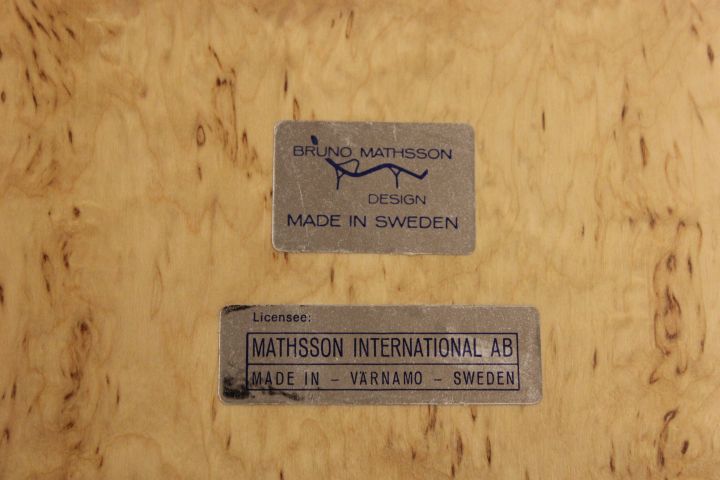 BRUNO MATHSSON
DESIGN
MADE IN SWEDEN
Licensee:
MATHSSON INTERNATIONAL AB
MADE IN – VÄRNAMO – SWEDEN